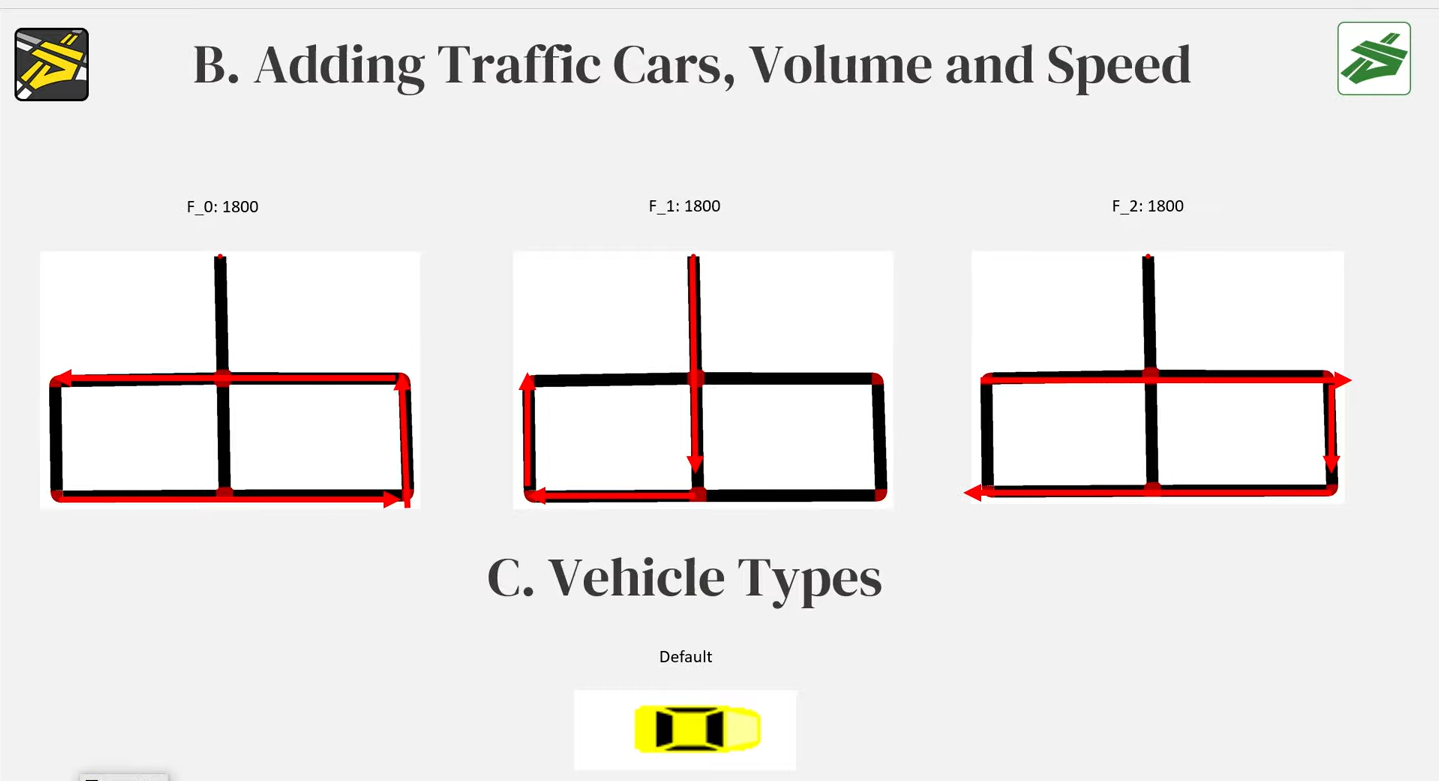 B. Adding Traffic Cars, Volume and Speed
F_0: 1800
F_1: 1800
F_2: 1800
C. Vehicle Types
Default